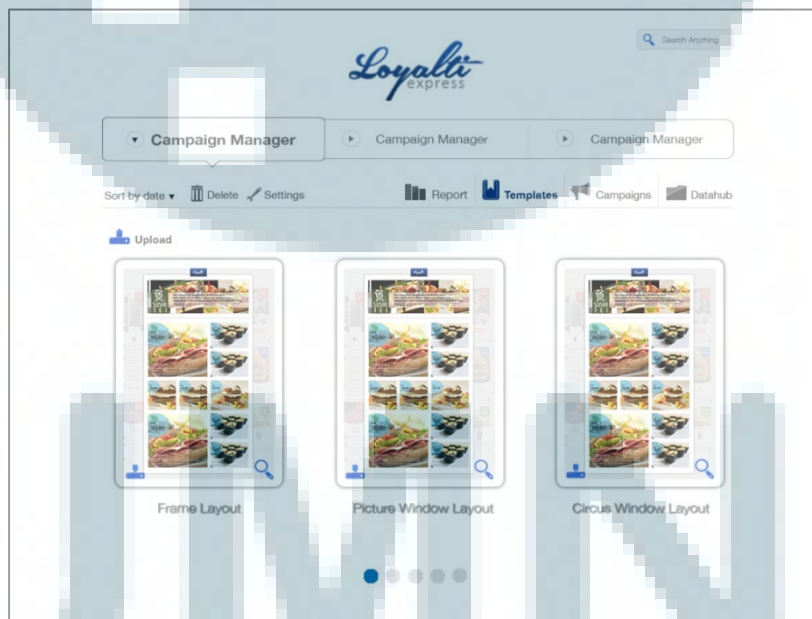 Search Anything
Loyalti
express
Campaign Manager
Campaign Manager
Campaign Manager
Sort by date
Delete
Settings
Report
Templates
Campaigns
Datahub
Upload
Frame Layout
Picture Window Layout
Circus Window Layout